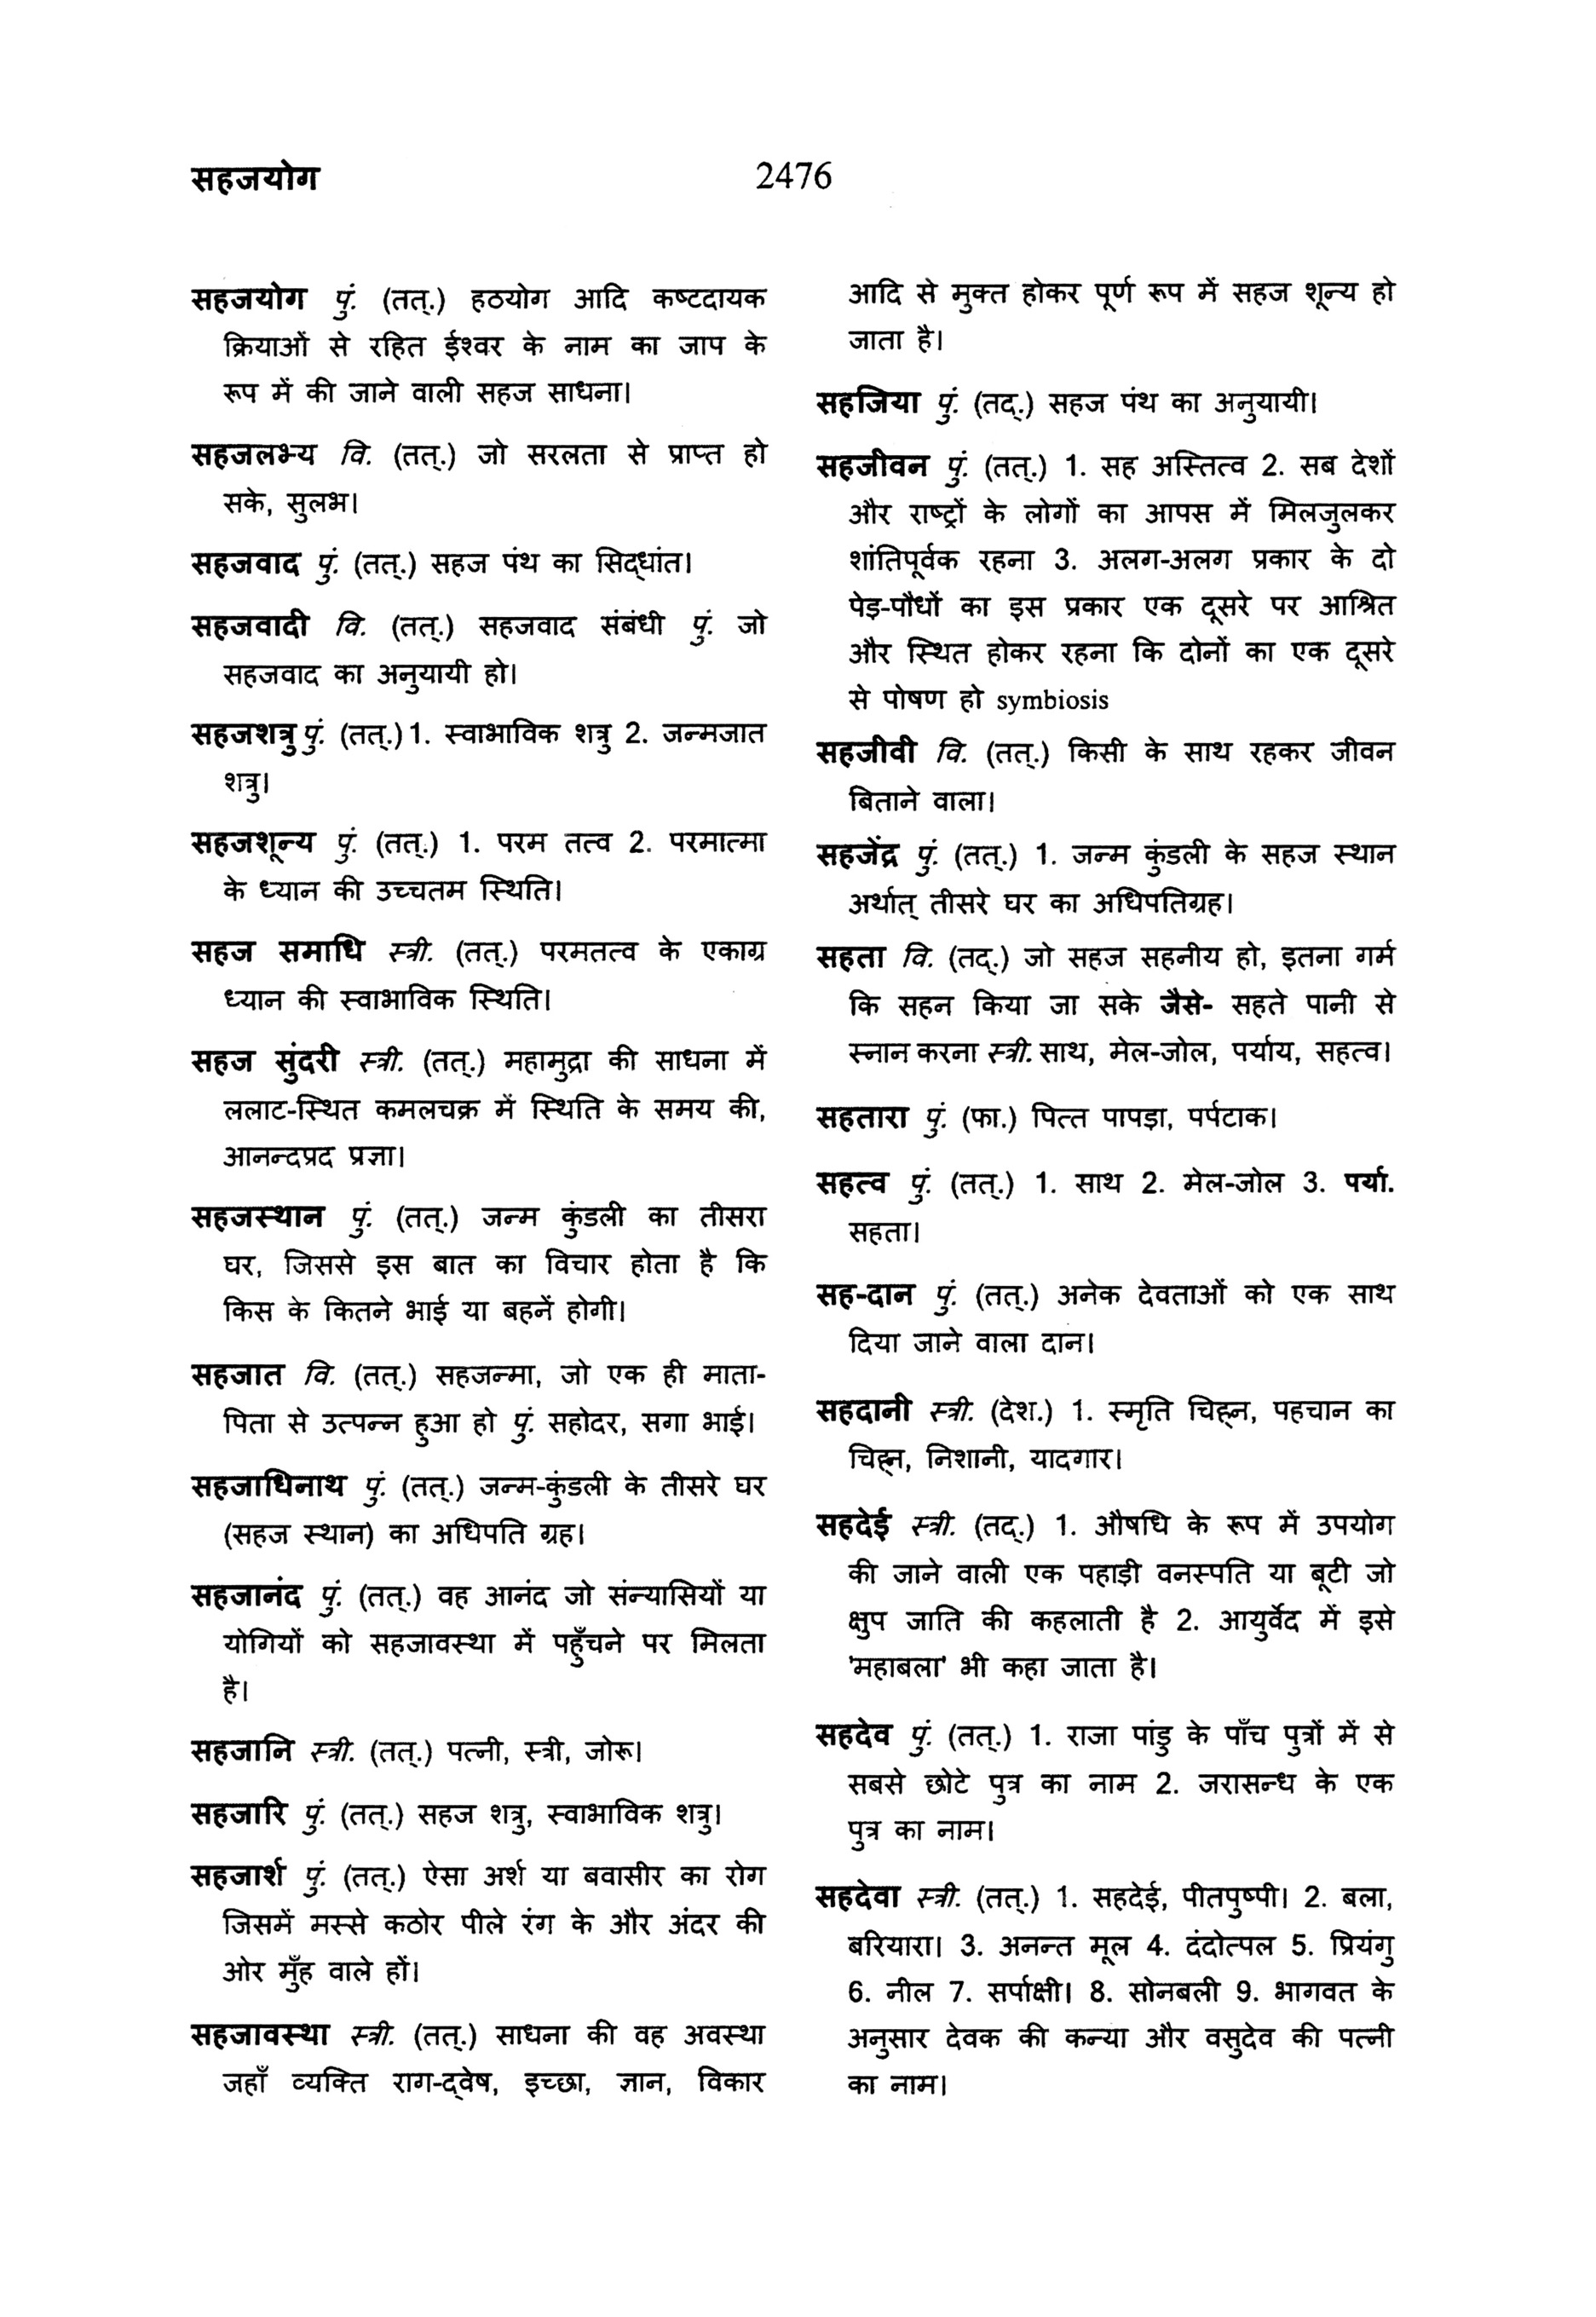 सहजयोग
2476
सहजयोग पुं. (तत्.) हठयोग आदि कष्टदायक
क्रियाओं से रहित ईश्वर के नाम का जाप के
रूप में की जाने वाली सहज साधना।
सहजलभ्य वि. (तत्.) जो सरलता से प्राप्त हो
सके, सुलभ।
सहजवाद पुं. (तत्.) सहज पंथ का सिद्धांत।
सहजवादी वि. (तत्.) सहजवाद संबंधी पुं. जो
सहजवाद का अनुयायी हो।
सहजशत्रु पुं. (तत्.) 1. स्वाभाविक शत्रु 2. जन्मजात
शत्रु।
सहजशून्य पुं. (तत्.) 1. परम तत्व 2. परमात्मा
के ध्यान की उच्चतम स्थिति।
सहज समाधि स्त्री. (तत्.) परमतत्व के एकाग्र
ध्यान की स्वाभाविक स्थिति।
सहज सुंदरी स्त्री. (तत्.) महामुद्रा की साधना में
ललाट-स्थित कमलचक्र में स्थिति के समय की,
आनन्दप्रद प्रज्ञा।
सहजस्थान पुं. (तत्.) जन्म कुंडली का तीसरा
घर, जिससे इस बात का विचार होता है कि
किस के कितने भाई या बहनें होगी।
सहजात वि. (तत्.) सहजन्मा, जो एक ही माता-
पिता से उत्पन्न हुआ हो पुं. सहोदर, सगा भाई।
सहजाधिनाथ पुं. (तत्.) जन्म-कुंडली के तीसरे घर
(सहज स्थान) का अधिपति ग्रह।
सहजानंद पुं. (तत्.) वह आनंद जो संन्यासियों या
योगियों को सहजावस्था में पहुँचने पर मिलता
है।
सहजानि स्त्री. (तत्.) पत्नी, स्त्री, जोरू।
सहजारि पुं. (तत्.) सहज शत्रु, स्वाभाविक शत्रु।
सहजार्श पुं. (तत्.) ऐसा अर्श या बवासीर का रोग
जिसमें मस्से कठोर पीले रंग के और अंदर की
ओर मुँह वाले हों।
सहजावस्था स्त्री. (तत्.) साधना की वह अवस्था
जहाँ व्यक्ति राग-द्वेष, इच्छा, ज्ञान, विकार
आदि से मुक्त होकर पूर्ण रूप में सहज शून्य हो
जाता है।
सहजिया पुं. (तद्.) सहज पंथ का अनुयायी।
सहजीवन पुं. (तत्.) 1. सह अस्तित्व 2. सब देशों
और राष्ट्रों के लोगों का आपस में मिलजुलकर
शांतिपूर्वक रहना 3. अलग-अलग प्रकार के दो
पेड़-पौधों का इस प्रकार एक दूसरे पर आश्रित
और स्थित होकर रहना कि दोनों का एक दूसरे
से पोषण हो symbiosis
सहजीवी वि. (तत्.) किसी के साथ रहकर जीवन
बिताने वाला।
सहजेंद्र पुं. (तत्.) 1. जन्म कुंडली के सहज स्थान
अर्थात् तीसरे घर का अधिपतिग्रह।
सहता वि. (तद्.) जो सहज सहनीय हो, इतना गर्म
कि सहन किया जा सके जैसे- सहते पानी से
स्नान करना स्त्री. साथ, मेल-जोल, पर्याय, सहत्व।
सहतारा पुं. (फा.) पित्त पापड़ा, पर्पटाक।
सहत्व पुं. (तत्.) 1. साथ 2. मेल-जोल 3. पर्या.
सहता।
सह-दान पुं. (तत्.) अनेक देवताओं को एक साथ
दिया जाने वाला दान।
सहदानी स्त्री. (देश.) 1. स्मृति चिह्न, पहचान का
चिह्न, निशानी, यादगार।
सहदेई स्त्री. (तद्.) 1. औषधि के रूप में उपयोग
की जाने वाली एक पहाड़ी वनस्पति या बूटी जो
क्षुप जाति की कहलाती है 2. आयुर्वेद में इसे
'महाबला' भी कहा जाता है।
सहदेव पुं. (तत्.) 1. राजा पांडु के पाँच पुत्रों में से
सबसे छोटे पुत्र का नाम 2. जरासन्ध के एक
पुत्र का नाम।
सहदेवा स्त्री. (तत्.) 1. सहदेई, पीतपुष्पी। 2. बला,
बरियारा। 3. अनन्त मूल 4. दंदोत्पल 5. प्रियंगु
6. नील 7. सर्पाक्षी। 8. सोनबली 9. भागवत के
अनुसार देवक की कन्या और वसुदेव की पत्नी
का नाम।